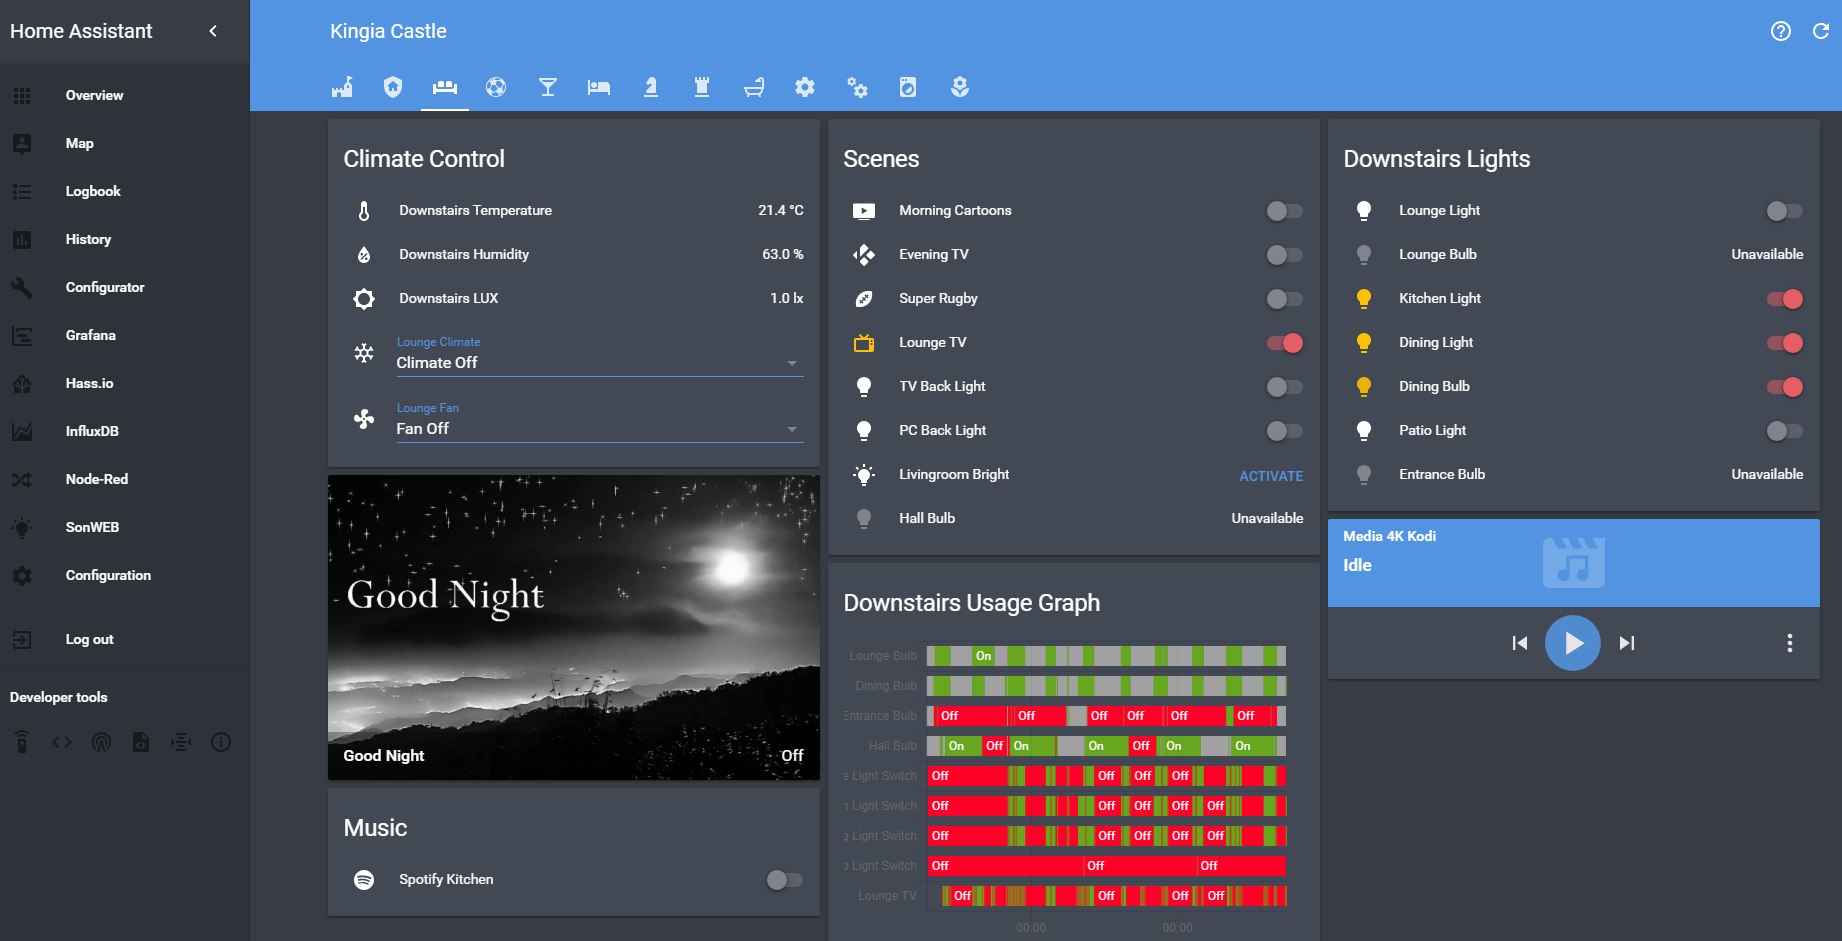 Home Assistant
Overview
Map
Logbook
History
Configurator
Grafana
Hass.io
InfluxDB
Node-Red
SonWEB
Configuration
Log out
Developer tools
Kingia Castle
Climate Control
Downstairs Temperature 21.4 °C
Downstairs Humidity 63.0 %
Downstairs LUX 1.0 lx
Lounge Climate
Climate Off
Lounge Fan
Fan Off
Good Night
Good Night Off
Music
Spotify Kitchen
Scenes
Morning Cartoons
Evening TV
Super Rugby
Lounge TV
TV Back Light
PC Back Light
Livingroom Bright ACTIVATE
Hall Bulb Unavailable
Downstairs Usage Graph
Lounge Bulb On
Dining Bulb
Entrance Bulb Off Off Off Off Off Off
Hall Bulb On Off On On Off On On
e Light Switch Off Off Off Off
n Light Switch Off Off Off Off Off
g Light Switch Off Off Off Off Off
o Light Switch Off Off Off
Lounge TV Off Off Off Off
00:00 00:00
Downstairs Lights
Lounge Light
Lounge Bulb Unavailable
Kitchen Light
Dining Light
Dining Bulb
Patio Light
Entrance Bulb Unavailable
Media 4K Kodi
Idle